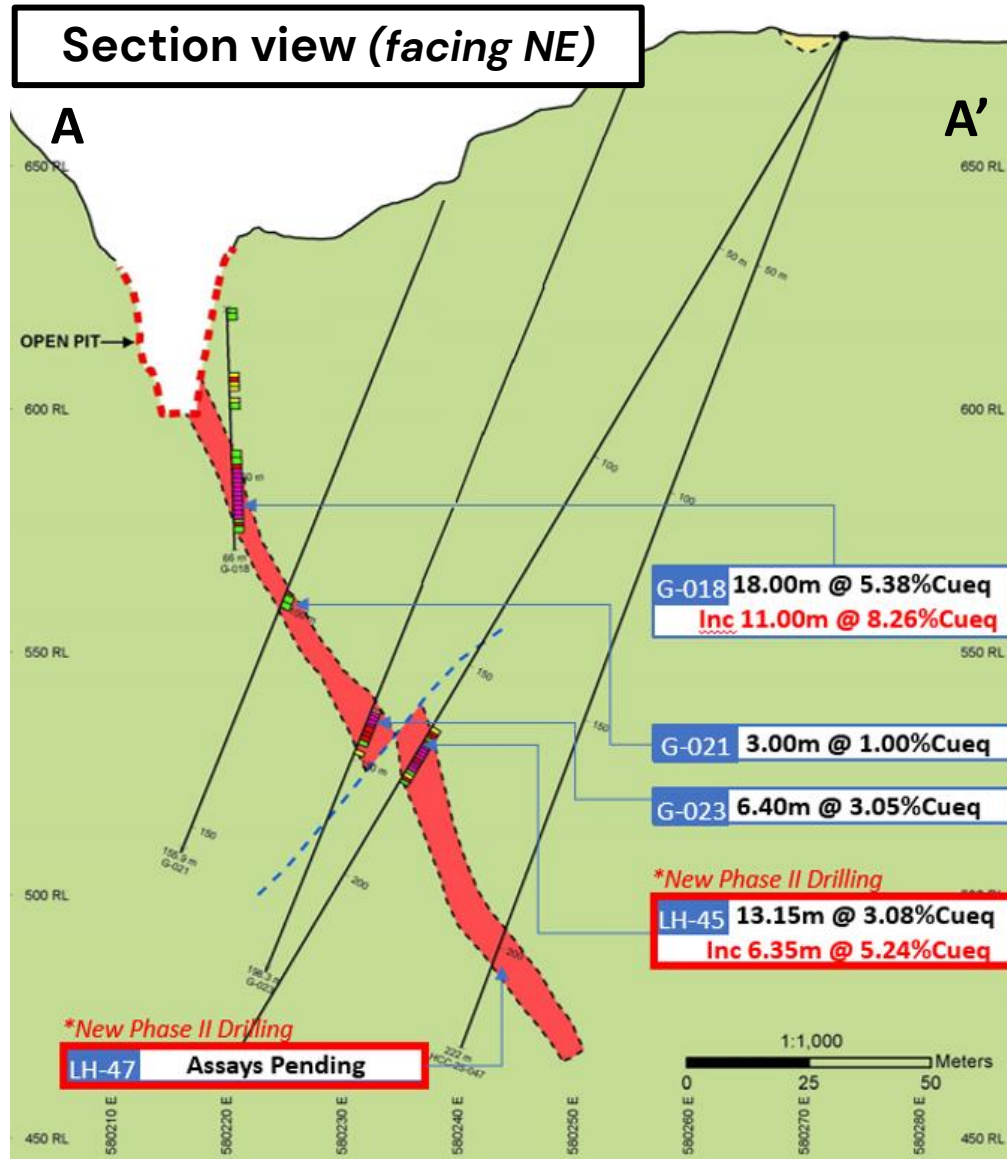 Section view (facing NE)
A
A’
650 RL
650 RL
50 m
50 m
OPEN PIT
600 RL
600 RL
100
100
50 m
66 m
G-018
G-018 18.00m @ 5.38%Cueq
Inc 11.00m @ 8.26%Cueq
550 RL
550 RL
150
150
G-021 3.00m @ 1.00%Cueq
G-023 6.40m @ 3.05%Cueq
150
G-021
200
*New Phase II Drilling
500 RL
LH-45 13.15m @ 3.08%Cueq
Inc 6.35m @ 5.24%Cueq
200
198.3 m
G-023
*New Phase II Drilling
LH-47 Assays Pending
222 m
HCC-25-047
1:1,000
Meters
0 25 50
450 RL
450 RL
580210 E
580220 E
580230 E
580240 E
580250 E
580260 E
580270 E
580280 E